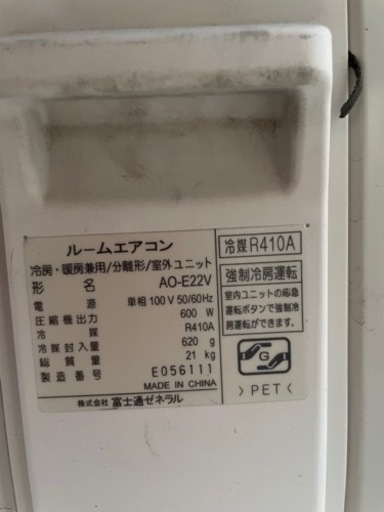 ルームエアコン
冷房・暖房兼用/分離形/室外ユニット
形名 AO-E22V
電源 単相100V 50/60Hz
圧縮機出力 600 W
冷媒 R410A
冷媒封入量 620 g
総質量 21 kg
製造番号 E056111
MADE IN CHINA
株式会社 富士通ゼネラル
冷媒R410A
強制冷房運転
室内ユニットの応急
運転ボタンで強制冷
房運転ができます。
G
>PET<